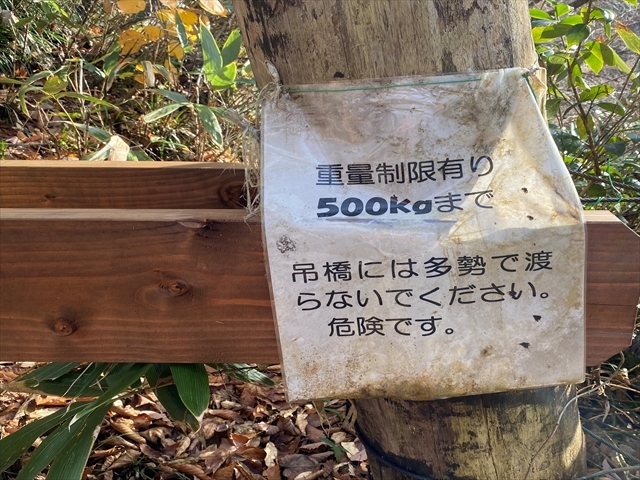 重量制限有り
500Kgまで
吊橋には多勢で渡
らないでください。
危険です。